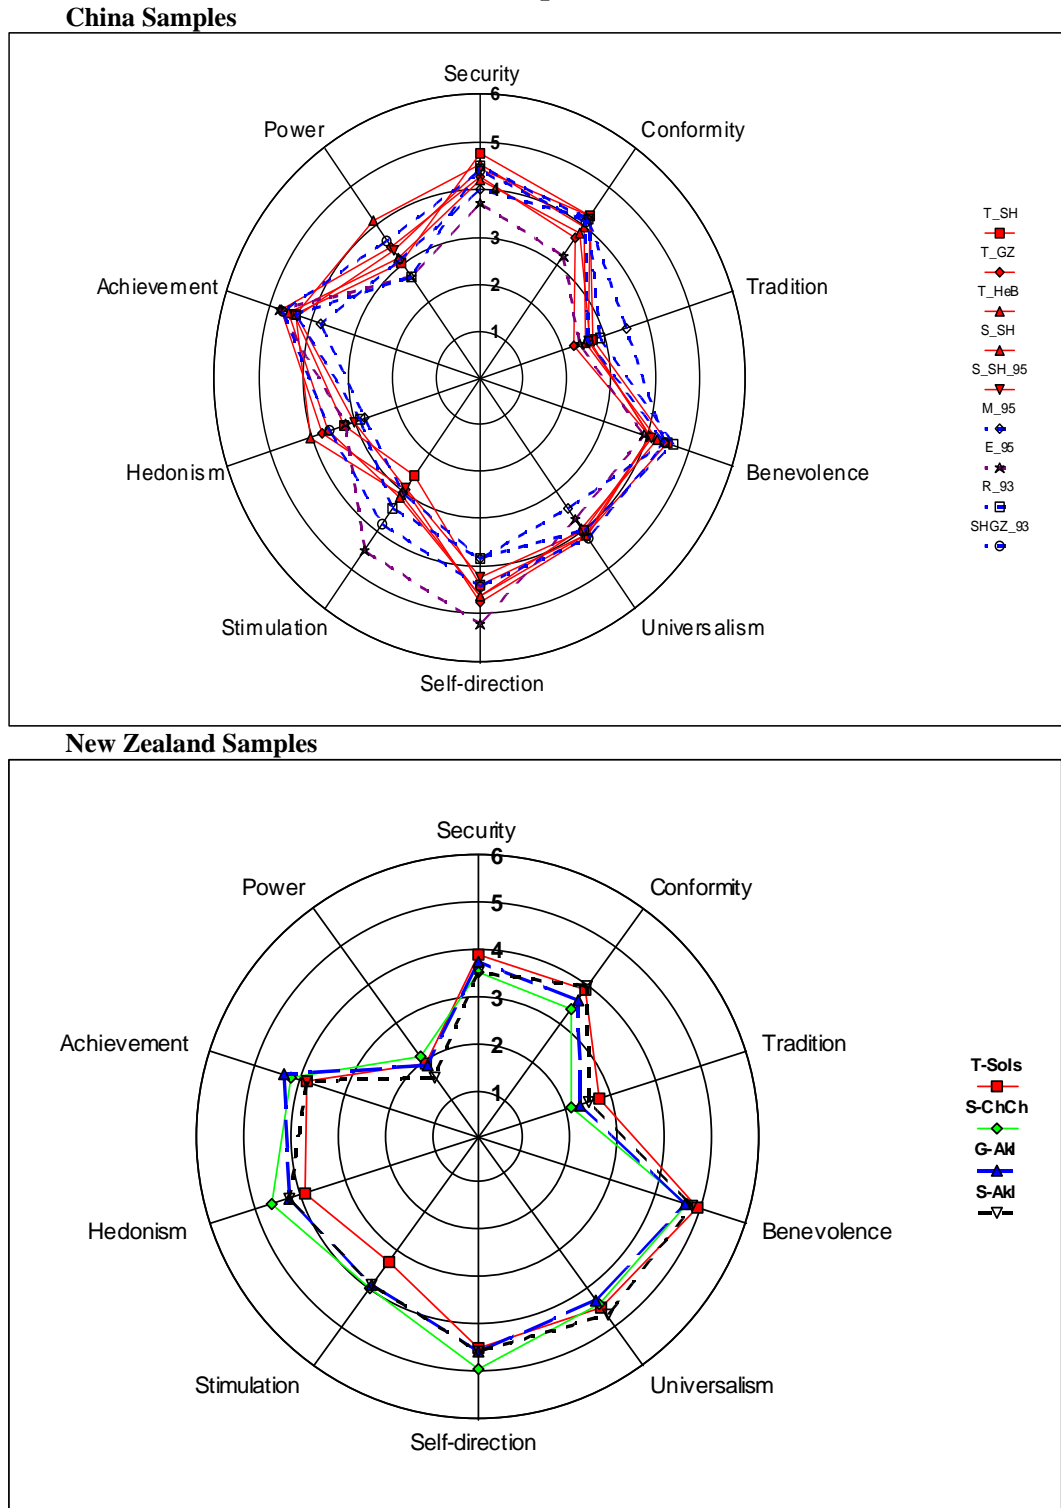 China Samples
Security
6
Power
Conformity
5
4
3
Achievement
Tradition
2
1
Hedonism
Benevolence
Stimulation
Universalism
Self-direction
T_SH
T_GZ
T_HeB
S_SH
S_SH_95
M_95
E_95
R_93
SHGZ_93
New Zealand Samples
Security
6
Power
Conformity
5
4
3
Achievement
Tradition
2
1
Hedonism
Benevolence
Stimulation
Universalism
Self-direction
T-Sols
S-ChCh
G-Akl
S-Akl